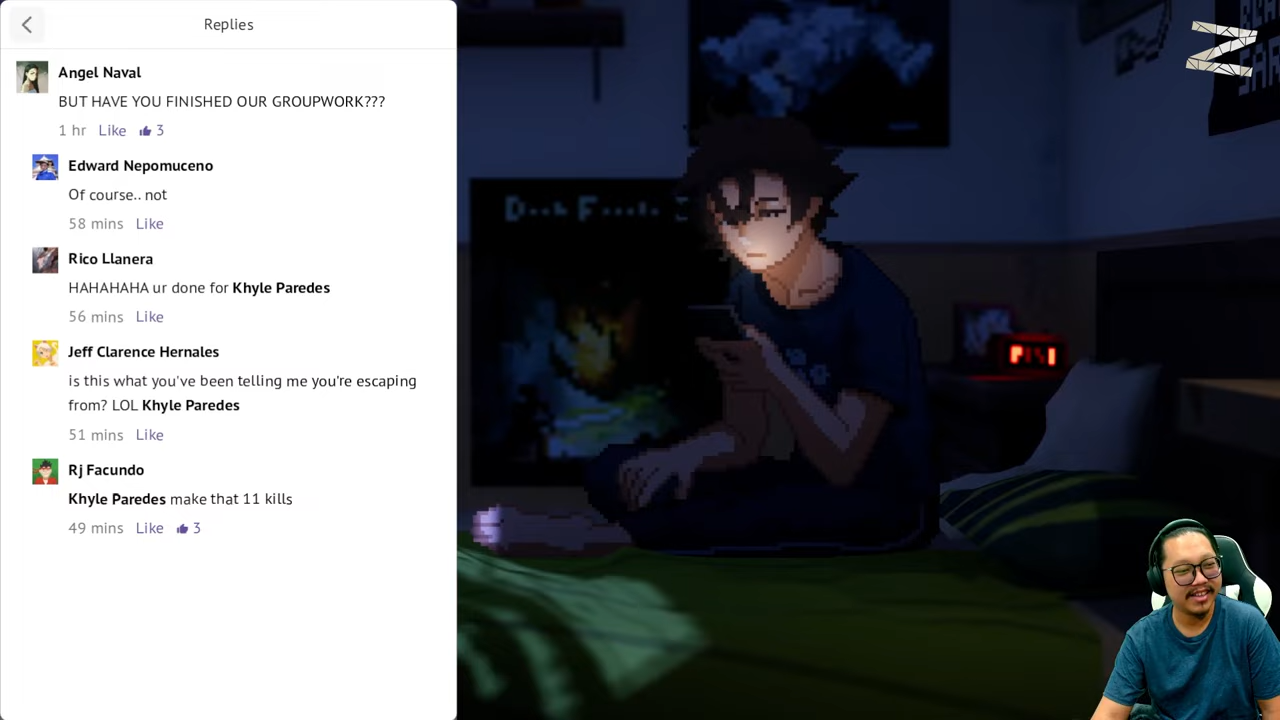 Replies
Angel Naval
BUT HAVE YOU FINISHED OUR GROUPWORK???
1 hr Like 3
Edward Nepomuceno
Of course.. not
58 mins Like
Rico Llanera
HAHAHAHA ur done for Khyle Paredes
56 mins Like
Jeff Clarence Hernales
is this what you've been telling me you're escaping
from? LOL Khyle Paredes
51 mins Like
Rj Facundo
Khyle Paredes make that 11 kills
49 mins Like 3